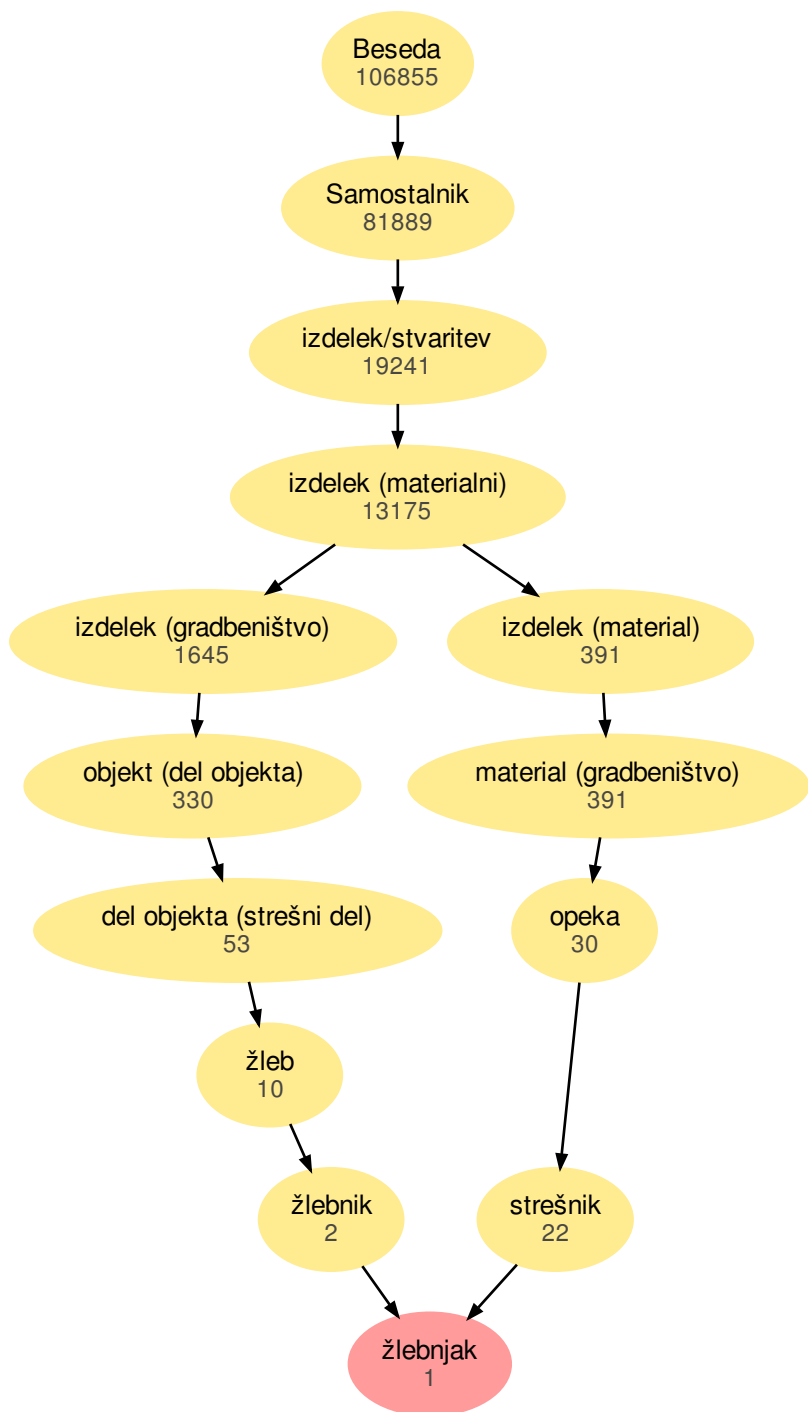 Beseda
106855
Samostalnik
81889
izdelek/stvaritev
19241
izdelek (materialni)
13175
izdelek (gradbeništvo)
1645
izdelek (material)
391
objekt (del objekta)
330
material (gradbeništvo)
391
del objekta (strešni del)
53
opeka
30
žleb
10
žlebnik
2
strešnik
22
žlebnjak
1